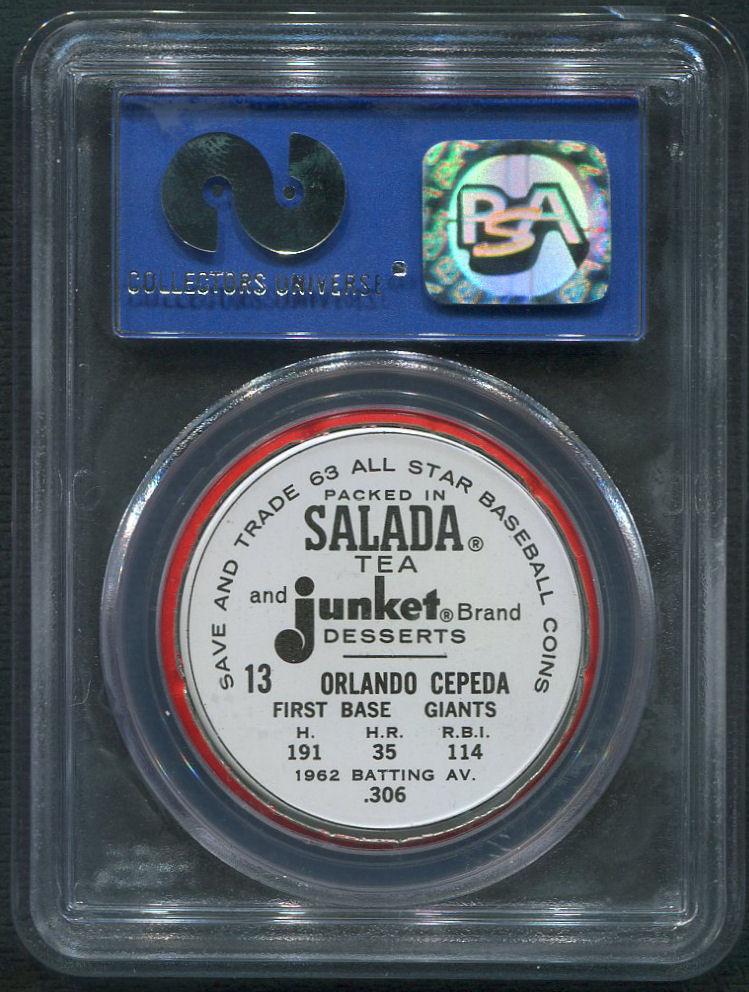 COLLECTORS UNIVERSE
PSA
SAVE AND TRADE 63 ALL STAR BASEBALL COINS
PACKED IN
SALADA®
TEA
and junket® Brand
DESSERTS
13 ORLANDO CEPEDA
FIRST BASE GIANTS
H. H.R. R.B.I.
191 35 114
1962 BATTING AV.
.306